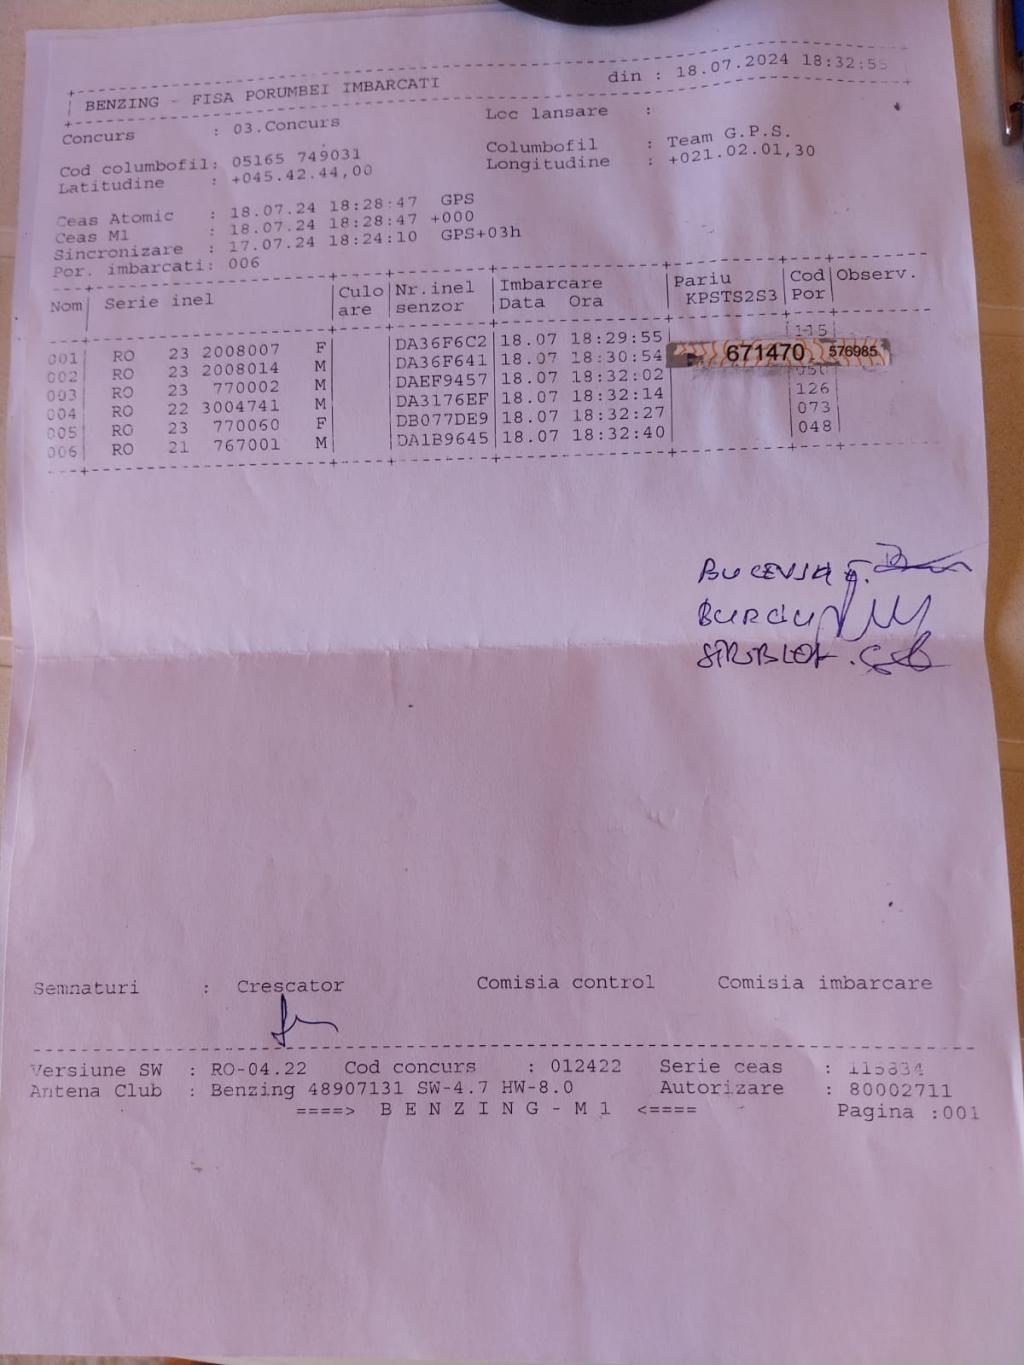 BENZING - FISA PORUMBEI IMBARCATI din : 18.07.2024 18:32:55
Concurs : 03.Concurs Loc lansare :
Cod columbofil: 05165 749031 Columbofil : Team G.P.S.
Latitudine : +045.42.44,00 Longitudine : +021.02.01,30
Ceas Atomic : 18.07.24 18:28:47 GPS
Ceas M1 : 18.07.24 18:28:47 +000
Sincronizare : 17.07.24 18:24:10 GPS+03h
Por. imbarcati: 006
Nom Serie inel Culo Nr.inel Imbarcare Pariu Cod Observ.
are senzor Data Ora KPSTS2S3 Por
001 RO 23 2008007 F DA36F6C2 18.07 18:29:55 115
002 RO 23 2008014 M DA36F641 18.07 18:30:54 671470 576985
003 RO 23 770002 M DAEF9457 18.07 18:32:02
004 RO 22 3004741 M DA3176EF 18.07 18:32:14 126
005 RO 23 770060 F DB077DE9 18.07 18:32:27 073
006 RO 21 767001 M DA1B9645 18.07 18:32:40 048
BURCIU
Semnaturi : Crescator Comisia control Comisia imbarcare
Versiune SW : RO-04.22 Cod concurs : 012422 Serie ceas : 115334
Antena Club : Benzing 48907131 SW-4.7 HW-8.0 Autorizare : 80002711
====> B E N Z I N G - M 1 <==== Pagina :001